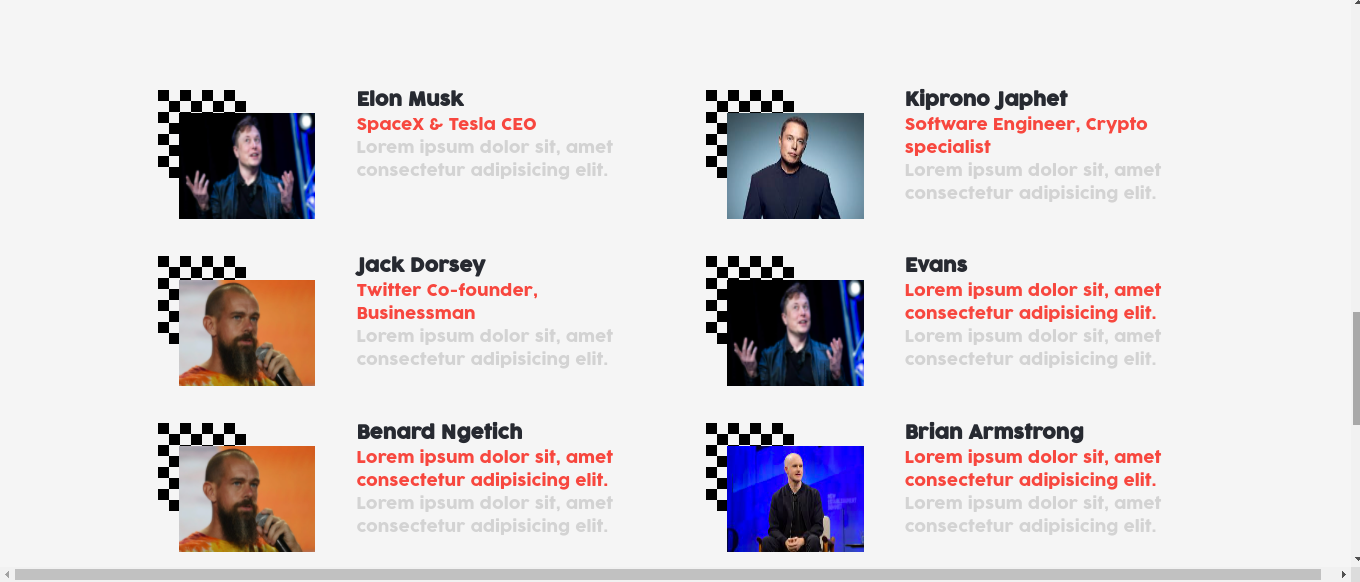 Elon Musk
SpaceX & Tesla CEO
Lorem ipsum dolor sit, amet
consectetur adipisicing elit.
Kiprono Japhet
Software Engineer, Crypto
specialist
Lorem ipsum dolor sit, amet
consectetur adipisicing elit.
Jack Dorsey
Twitter Co-founder,
Businessman
Lorem ipsum dolor sit, amet
consectetur adipisicing elit.
Evans
Lorem ipsum dolor sit, amet
consectetur adipisicing elit.
Lorem ipsum dolor sit, amet
consectetur adipisicing elit.
Benard Ngetich
Lorem ipsum dolor sit, amet
consectetur adipisicing elit.
Lorem ipsum dolor sit, amet
consectetur adipisicing elit.
Brian Armstrong
Lorem ipsum dolor sit, amet
consectetur adipisicing elit.
Lorem ipsum dolor sit, amet
consectetur adipisicing elit.